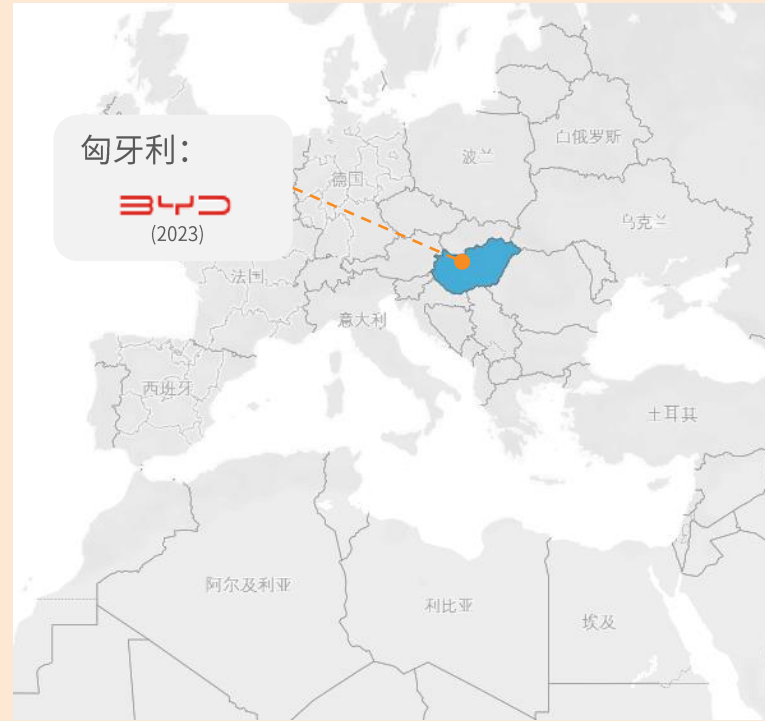 匈牙利：
BYD
(2023)
白俄罗斯
波兰
德国
乌克兰
法国
意大利
西班牙
土耳其
阿尔及利亚
利比亚
埃及